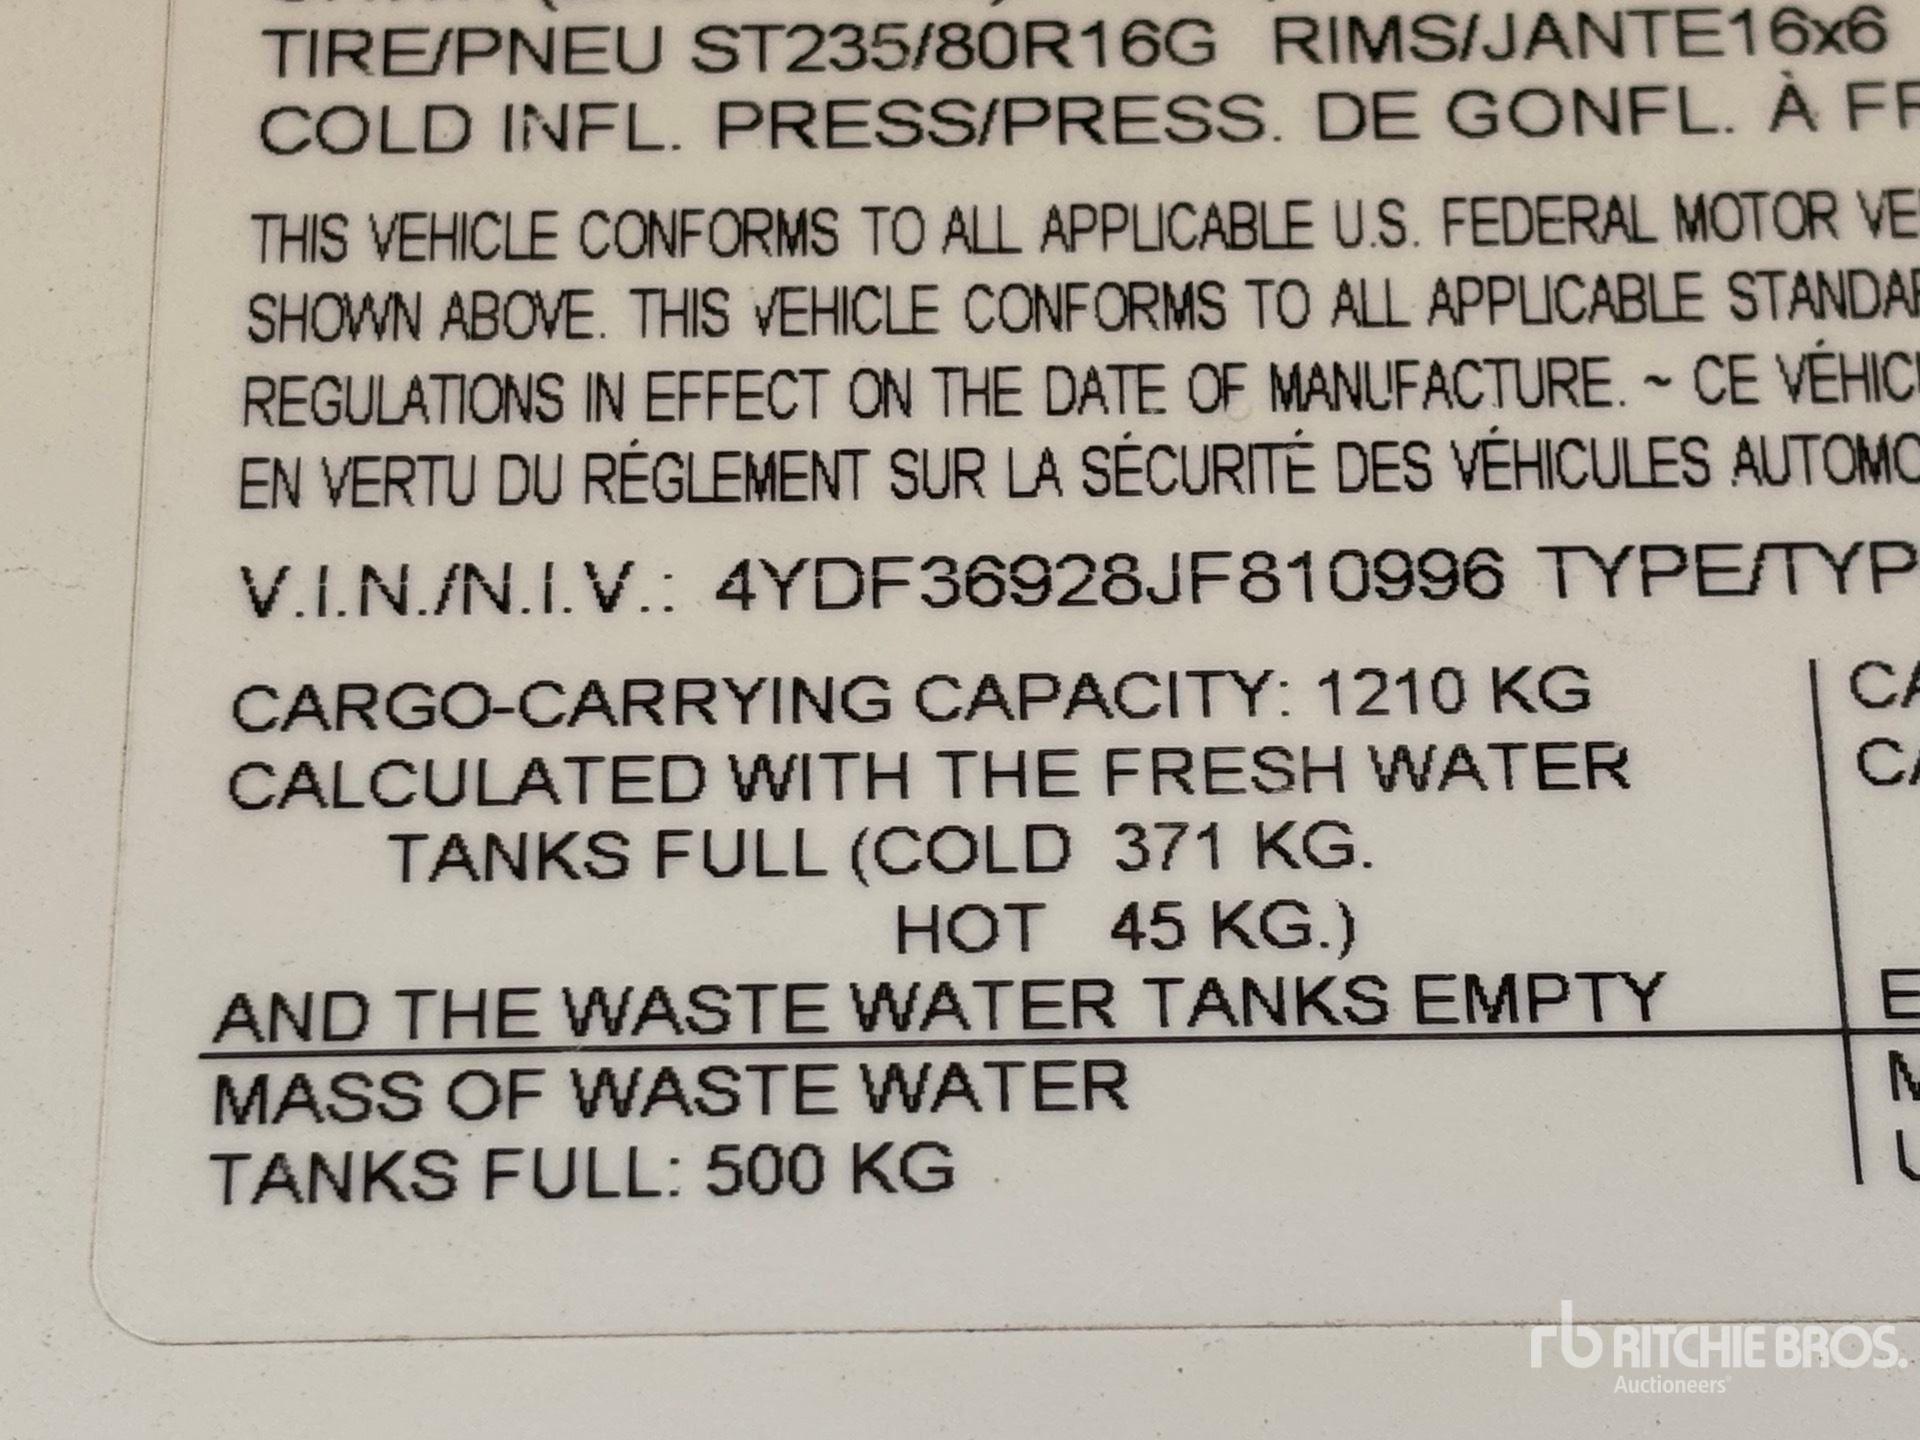 TIRE/PNEU ST235/80R16G RIMS/JANTE16x6
COLD INFL. PRESS/PRESS. DE GONFL. À
THIS VEHICLE CONFORMS TO ALL APPLICABLE U.S. FEDERAL MOTOR
SHOWN ABOVE. THIS VEHICLE CONFORMS TO ALL APPLICABLE
REGULATIONS IN EFFECT ON THE DATE OF MANUFACTURE. ~ CE
EN VERTU DU RÉGLEMENT SUR LA SÉCURITÉ DES VÉHICULES
V.I.N./N.I.V.: 4YDF36928JF810996 TYPE/TYP
CARGO-CARRYING CAPACITY: 1210 KG
CALCULATED WITH THE FRESH WATER
TANKS FULL (COLD 371 KG.
HOT 45 KG.)
AND THE WASTE WATER TANKS EMPTY
MASS OF WASTE WATER
TANKS FULL: 500 KG
rb RITCHIE BROS.
Auctioneers